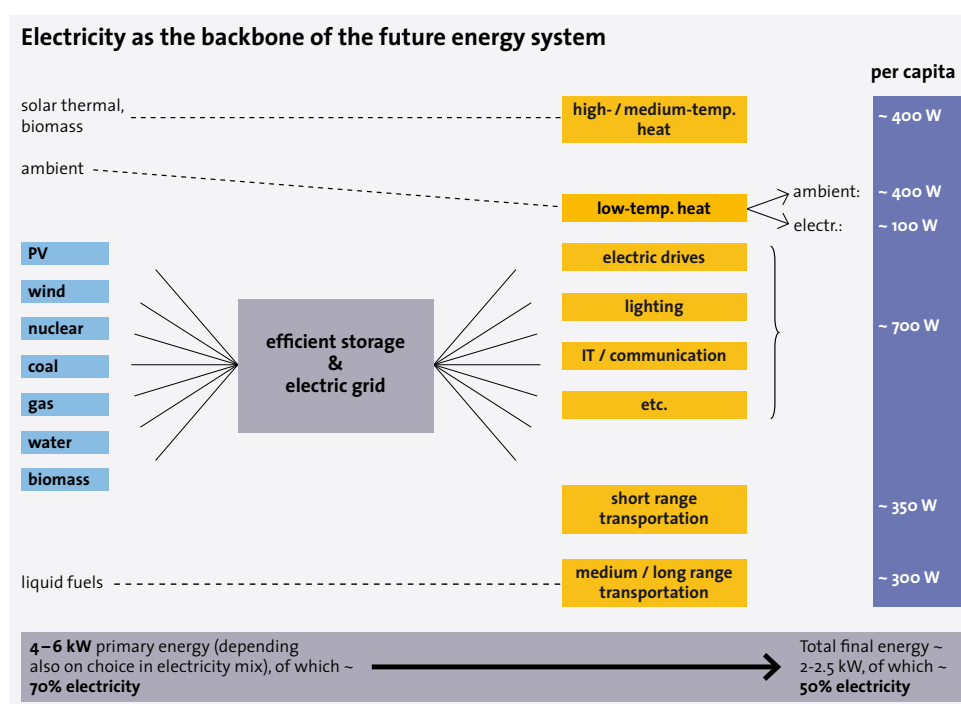 Electricity as the backbone of the future energy system
per capita
solar thermal,
biomass
high- / medium-temp.
heat
~ 400 W
ambient
low-temp. heat
ambient:
~ 400 W
electr.:
~ 100 W
PV
wind
nuclear
coal
gas
water
biomass
efficient storage
&
electric grid
electric drives
lighting
IT / communication
etc.
~ 700 W
short range
transportation
~ 350 W
liquid fuels
medium / long range
transportation
~ 300 W
4–6 kW primary energy (depending
also on choice in electricity mix), of which ~
70% electricity
Total final energy ~
2-2.5 kW, of which ~
50% electricity